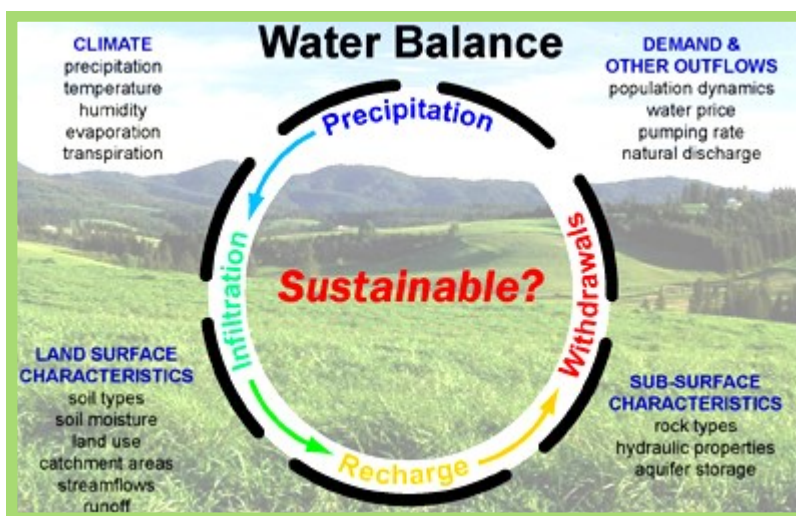 Water Balance
CLIMATE
precipitation
temperature
humidity
evaporation
transpiration
DEMAND &
OTHER OUTFLOWS
population dynamics
water price
pumping rate
natural discharge
Precipitation
Infiltration
Sustainable?
Withdrawals
Recharge
LAND SURFACE
CHARACTERISTICS
soil types
soil moisture
land use
catchment areas
streamflows
runoff
SUB-SURFACE
CHARACTERISTICS
rock types
hydraulic properties
aquifer storage